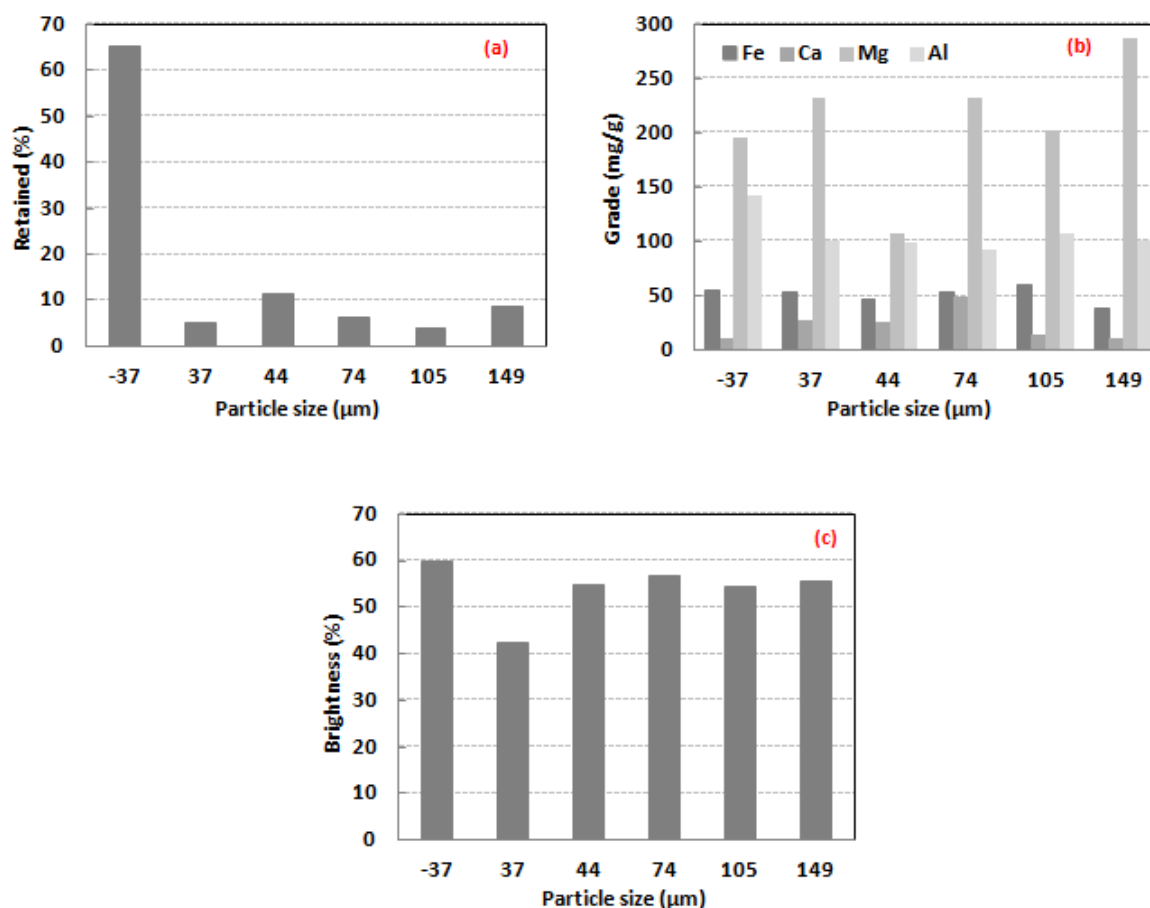 (a)
Retained (%)
70
60
50
40
30
20
10
0
-37 37 44 74 105 149
Particle size (µm)
(b)
Fe Ca Mg Al
Grade (mg/g)
300
250
200
150
100
50
0
-37 37 44 74 105 149
Particle size (µm)
(c)
Brightness (%)
70
60
50
40
30
20
10
0
-37 37 44 74 105 149
Particle size (µm)